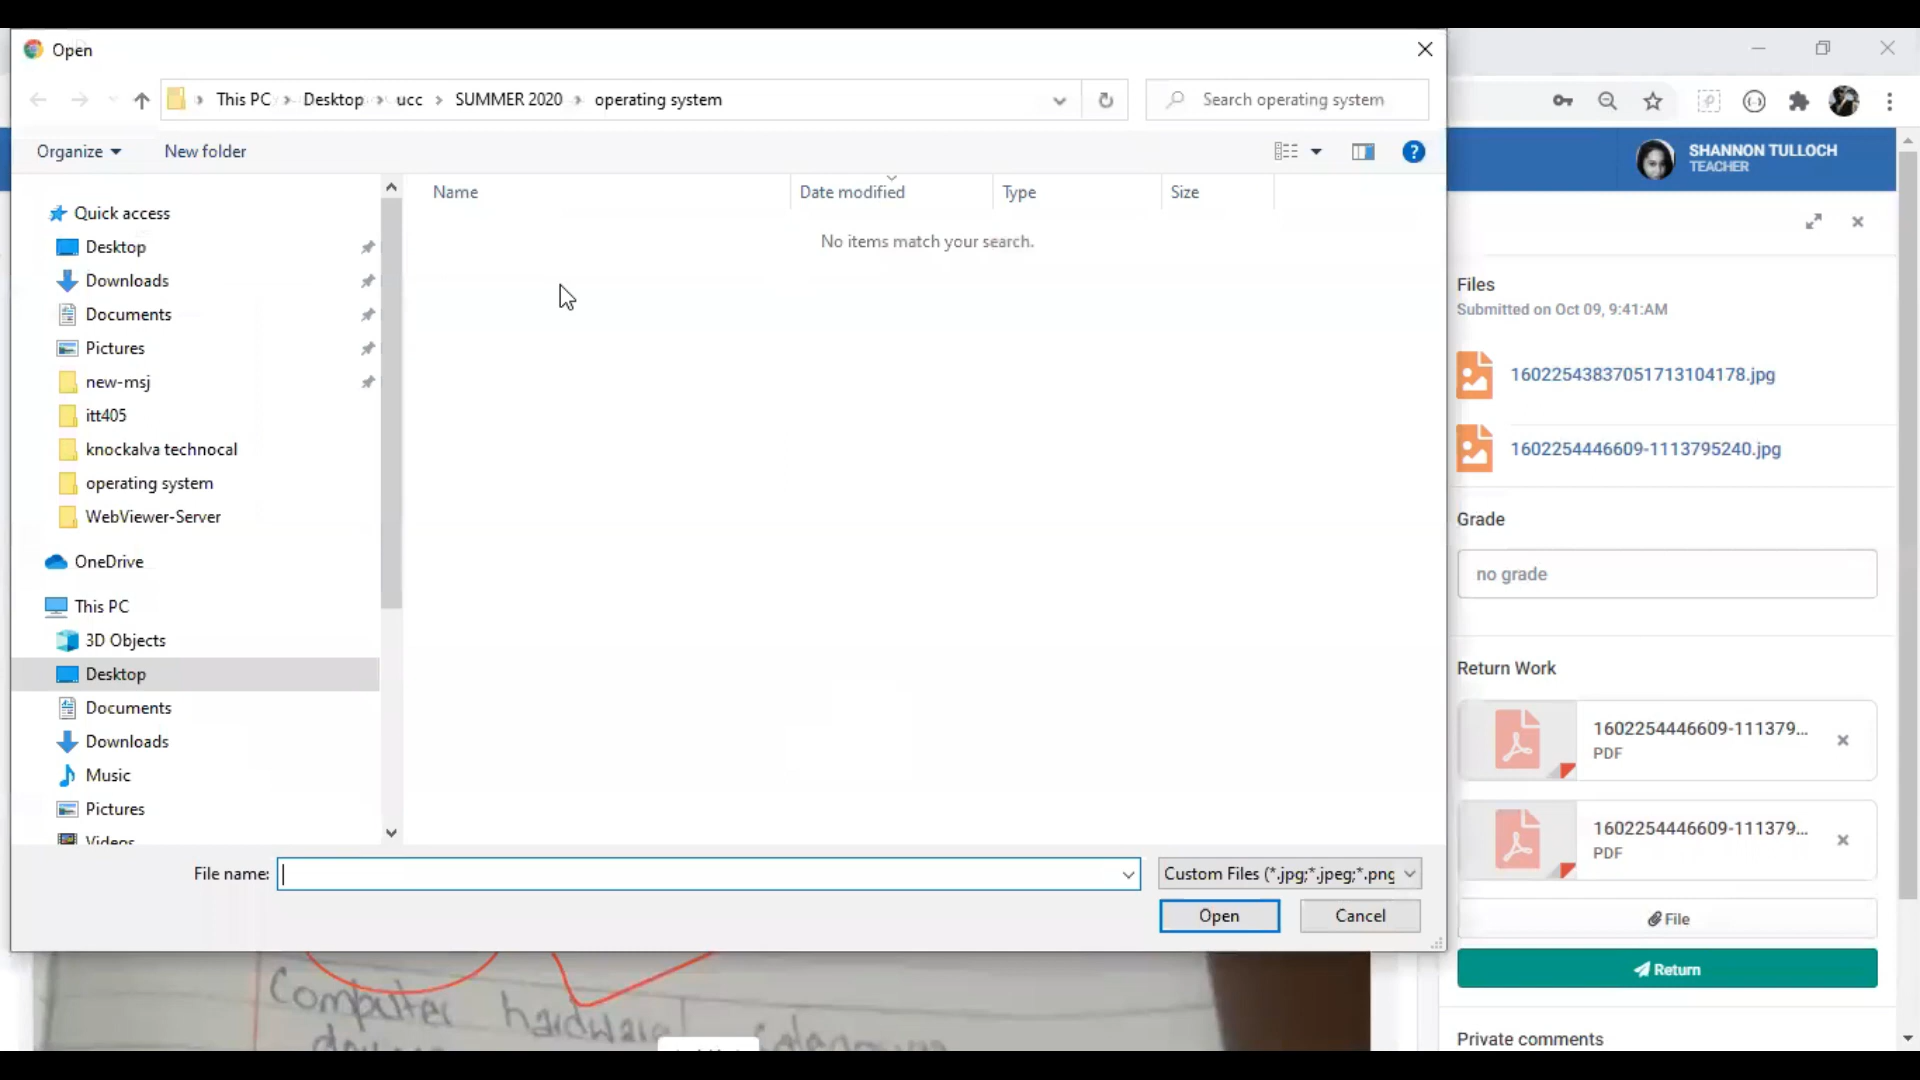 Open
This PC > Desktop > ucc > SUMMER 2020 > operating system
Search operating system
Organize
New folder
Name
Date modified
Type
Size
No items match your search.
Quick access
Desktop
Downloads
Documents
Pictures
new-msj
itt405
knockalva technocal
operating system
WebViewer-Server
OneDrive
This PC
3D Objects
Desktop
Documents
Downloads
Music
Pictures
Videos
File name:
Custom Files (*.jpg;*.jpeg;*.png
Open
Cancel
SHANNON TULLOCH
TEACHER
Files
Submitted on Oct 09, 9:41AM
16022543837051713104178.jpg
1602254446609-1113795240.jpg
Grade
no grade
Return Work
1602254446609-111379...
PDF
1602254446609-111379...
PDF
File
Return
Private comments
Computer hardware